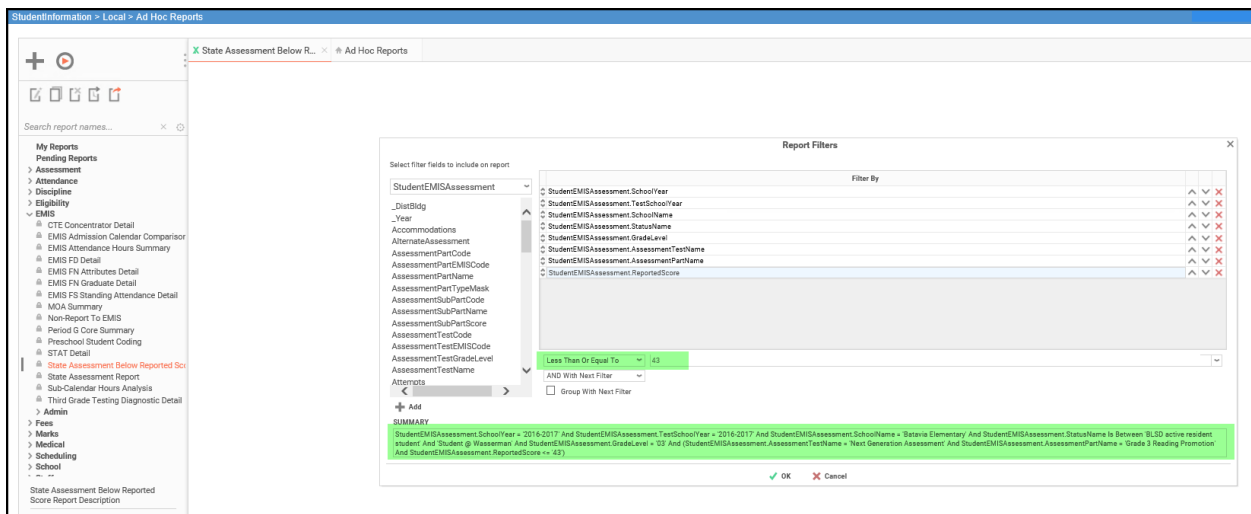 StudentInformation > Local > Ad Hoc Reports
State Assessment Below R...
Ad Hoc Reports
Search report names...
My Reports
Pending Reports
Assessment
Attendance
Discipline
Eligibility
EMIS
CTE Concentrator Detail
EMIS Admission Calendar Comparisor
EMIS Attendance Hours Summary
EMIS FD Detail
EMIS FN Attributes Detail
EMIS FN Graduate Detail
EMIS FS Standing Attendance Detail
MOA Summary
Non-Report To EMIS
Period G Core Summary
Preschool Student Coding
STAT Detail
State Assessment Below Reported Sco
State Assessment Report
Sub-Calendar Hours Analysis
Third Grade Testing Diagnostic Detail
Admin
Fees
Marks
Medical
Scheduling
School
State Assessment Below Reported
Score Report Description
Report Filters
Select filter fields to include on report
StudentEMISAssessment
_DistBldg
_Year
Accommodations
AlternateAssessment
AssessmentPartCode
AssessmentPartEMISCode
AssessmentPartName
AssessmentPartTypeMask
AssessmentSubPartCode
AssessmentSubPartName
AssessmentSubPartScore
AssessmentTestCode
AssessmentTestEMISCode
AssessmentTestGradeLevel
AssessmentTestName
Attempts
Add
Filter By
StudentEMISAssessment.SchoolYear
StudentEMISAssessment.TestSchoolYear
StudentEMISAssessment.SchoolName
StudentEMISAssessment.StatusName
StudentEMISAssessment.GradeLevel
StudentEMISAssessment.AssessmentTestName
StudentEMISAssessment.AssessmentPartName
StudentEMISAssessment.ReportedScore
Less Than Or Equal To 43
AND With Next Filter
Group With Next Filter
SUMMARY
StudentEMISAssessment.SchoolYear = '2016-2017' And StudentEMISAssessment.TestSchoolYear = '2016-2017' And StudentEMISAssessment.SchoolName = 'Batavia Elementary' And StudentEMISAssessment.StatusName Is Between 'BLSD active resident
student' And 'Student @ Wasserman' And StudentEMISAssessment.GradeLevel = '03' And (StudentEMISAssessment.AssessmentTestName = 'Next Generation Assessment' And StudentEMISAssessment.AssessmentPartName = 'Grade 3 Reading Promotion'
And StudentEMISAssessment.ReportedScore <= '43')
OK Cancel